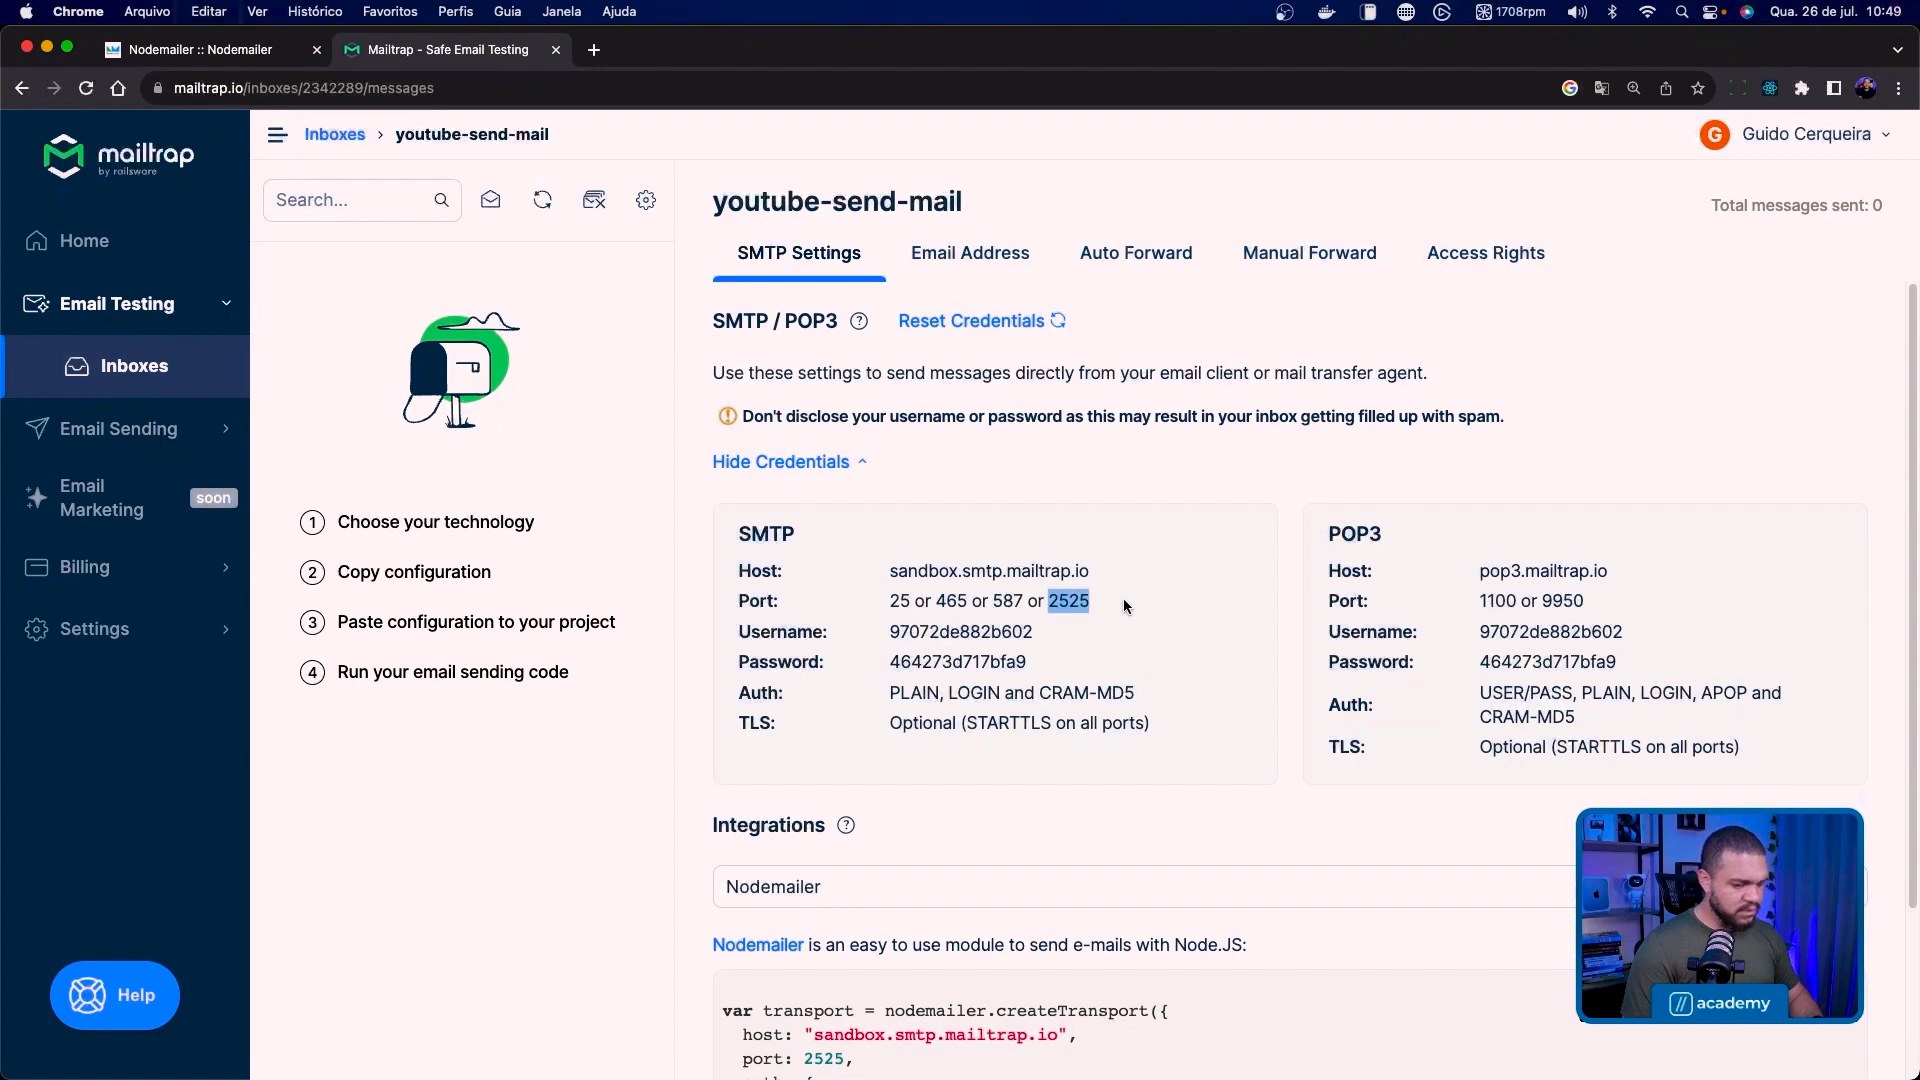 Chrome Arquivo Editar Ver Histórico Favoritos Perfis Guia Janela Ajuda 1708rpm Qua. 26 de jul. 10:49
Nodemailer :: Nodemailer Mailtrap - Safe Email Testing
mailtrap.io/inboxes/2342289/messages
mailtrap
by railsware
Home
Email Testing
Inboxes
Email Sending
Email
Marketing
soon
Billing
Settings
Help
Inboxes › youtube-send-mail
G Guido Cerqueira
Search...
1 Choose your technology
2 Copy configuration
3 Paste configuration to your project
4 Run your email sending code
youtube-send-mail
Total messages sent: 0
SMTP Settings Email Address Auto Forward Manual Forward Access Rights
SMTP / POP3 ? Reset Credentials
Use these settings to send messages directly from your email client or mail transfer agent.
Don't disclose your username or password as this may result in your inbox getting filled up with spam.
Hide Credentials
SMTP
Host: sandbox.smtp.mailtrap.io
Port: 25 or 465 or 587 or 2525
Username: 97072de882b602
Password: 464273d717bfa9
Auth: PLAIN, LOGIN and CRAM-MD5
TLS: Optional (STARTTLS on all ports)
POP3
Host: pop3.mailtrap.io
Port: 1100 or 9950
Username: 97072de882b602
Password: 464273d717bfa9
Auth: USER/PASS, PLAIN, LOGIN, APOP and
CRAM-MD5
TLS: Optional (STARTTLS on all ports)
Integrations ?
Nodemailer
Nodemailer is an easy to use module to send e-mails with Node.JS:
var transport = nodemailer.createTransport({
host: "sandbox.smtp.mailtrap.io",
port: 2525,
// academy